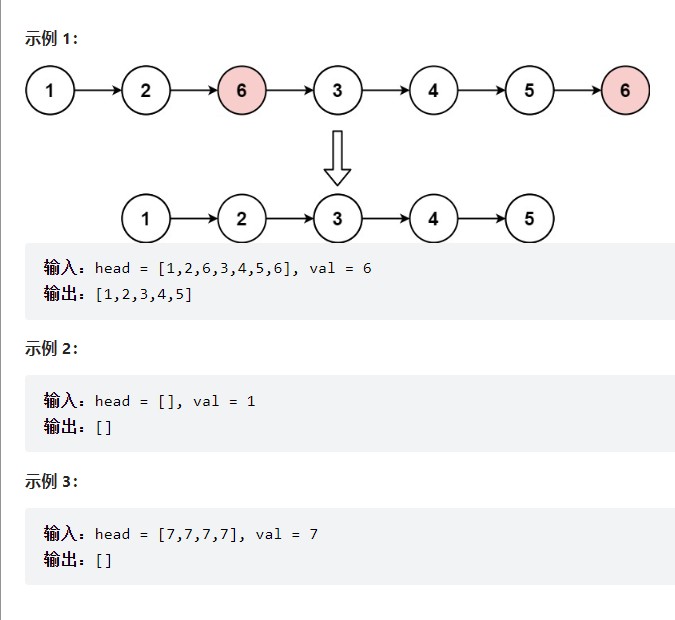 示例 1：
1 2 6 3 4 5 6
1 2 3 4 5
输入：head = [1,2,6,3,4,5,6], val = 6
输出：[1,2,3,4,5]
示例 2：
输入：head = [], val = 1
输出：[]
示例 3：
输入：head = [7,7,7,7], val = 7
输出：[]